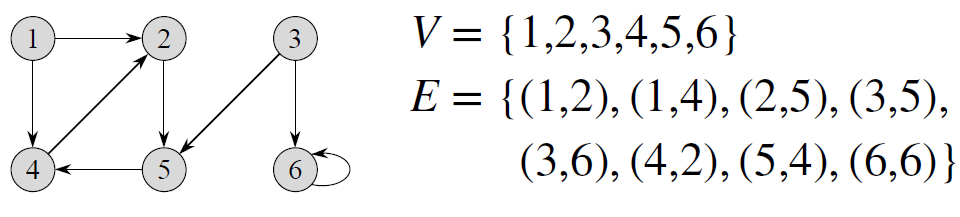 1 2 3
4 5 6
V = {1,2,3,4,5,6}
E = {(1,2), (1,4), (2,5), (3,5),
(3,6), (4,2), (5,4), (6,6)}